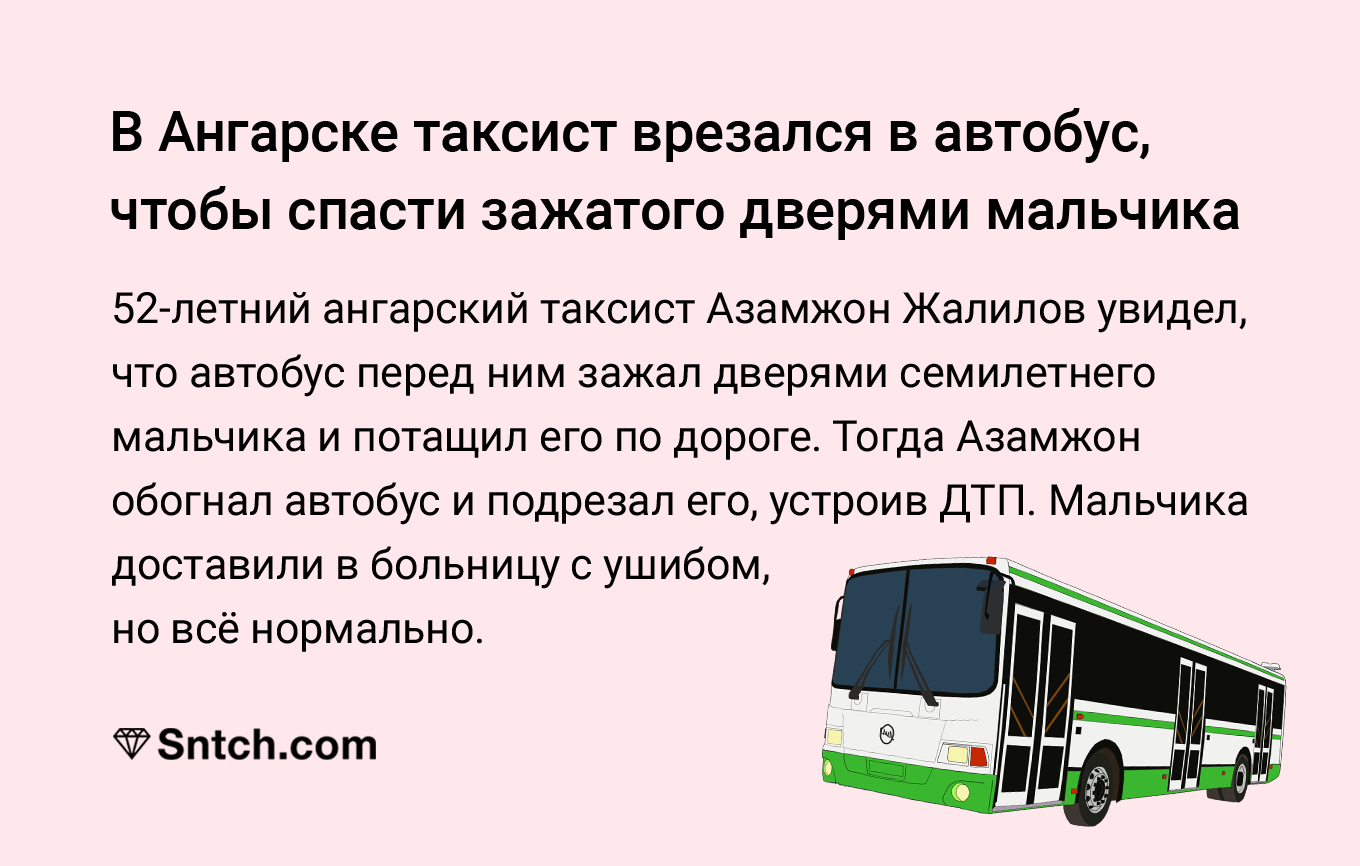 В Ангарске таксист врезался в автобус,
чтобы спасти зажатого дверями мальчика
52-летний ангарский таксист Азамжон Жалилов увидел,
что автобус перед ним зажал дверями семилетнего
мальчика и потащил его по дороге. Тогда Азамжон
обогнал автобус и подрезал его, устроив ДТП. Мальчика
доставили в больницу с ушибом,
но всё нормально.
Sntch.com